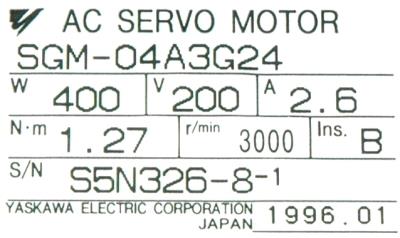 AC SERVO MOTOR
SGM-04A3G24
W 400 V 200 A 2.6
N·m 1.27 r/min 3000 Ins. B
S/N S5N326-8-1
YASKAWA ELECTRIC CORPORATION
JAPAN 1996.01